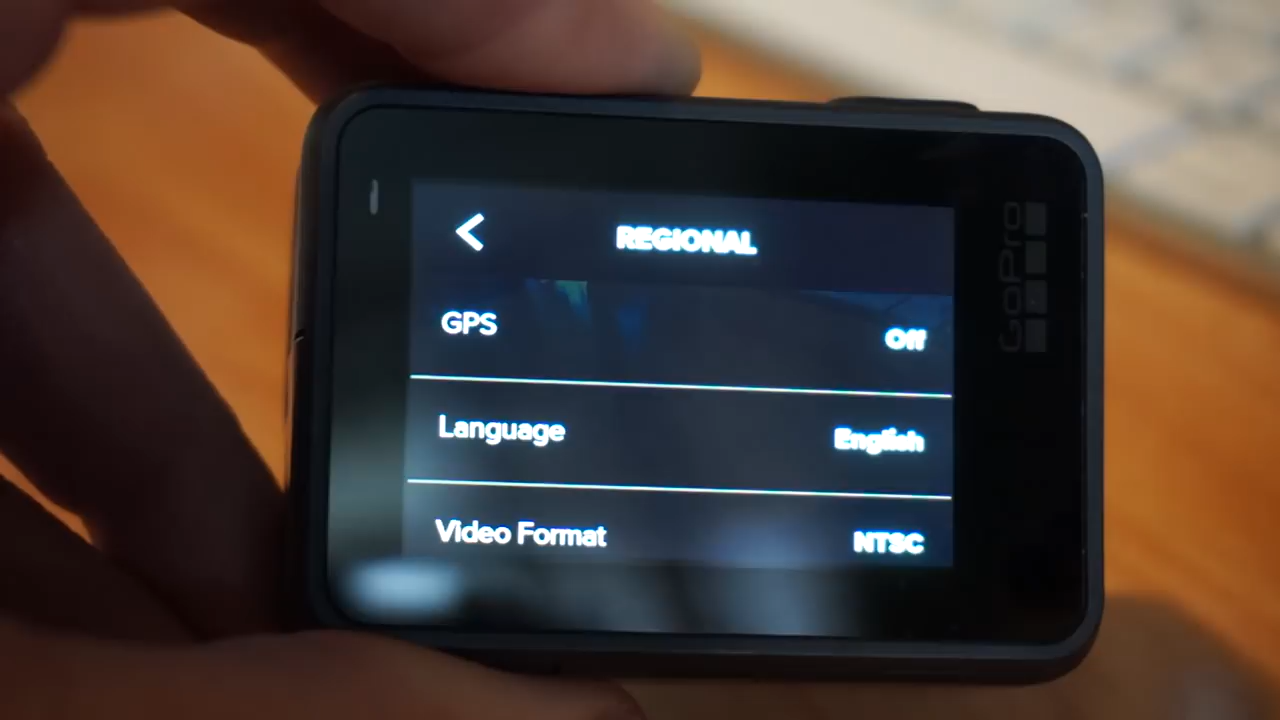 REGIONAL
GPS Off
Language English
Video Format NTSC
GoPro